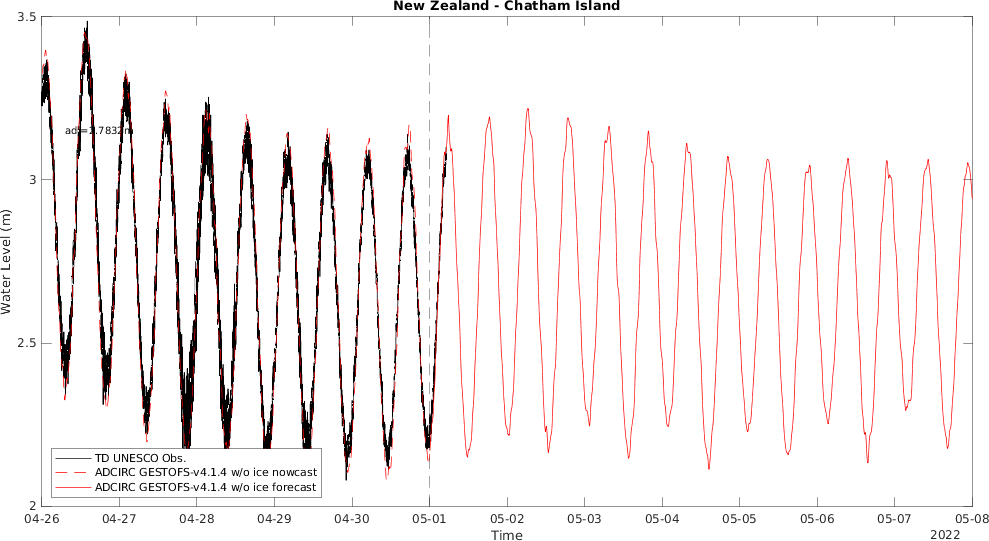 New Zealand - Chatham Island
3.5
3
2.5
2
Water Level (m)
TD UNESCO Obs.
ADCIRC GESTOFS-v4.1.4 w/o ice nowcast
ADCIRC GESTOFS-v4.1.4 w/o ice forecast
04-26 04-27 04-28 04-29 04-30 05-01 05-02 05-03 05-04 05-05 05-06 05-07 05-08
Time
2022